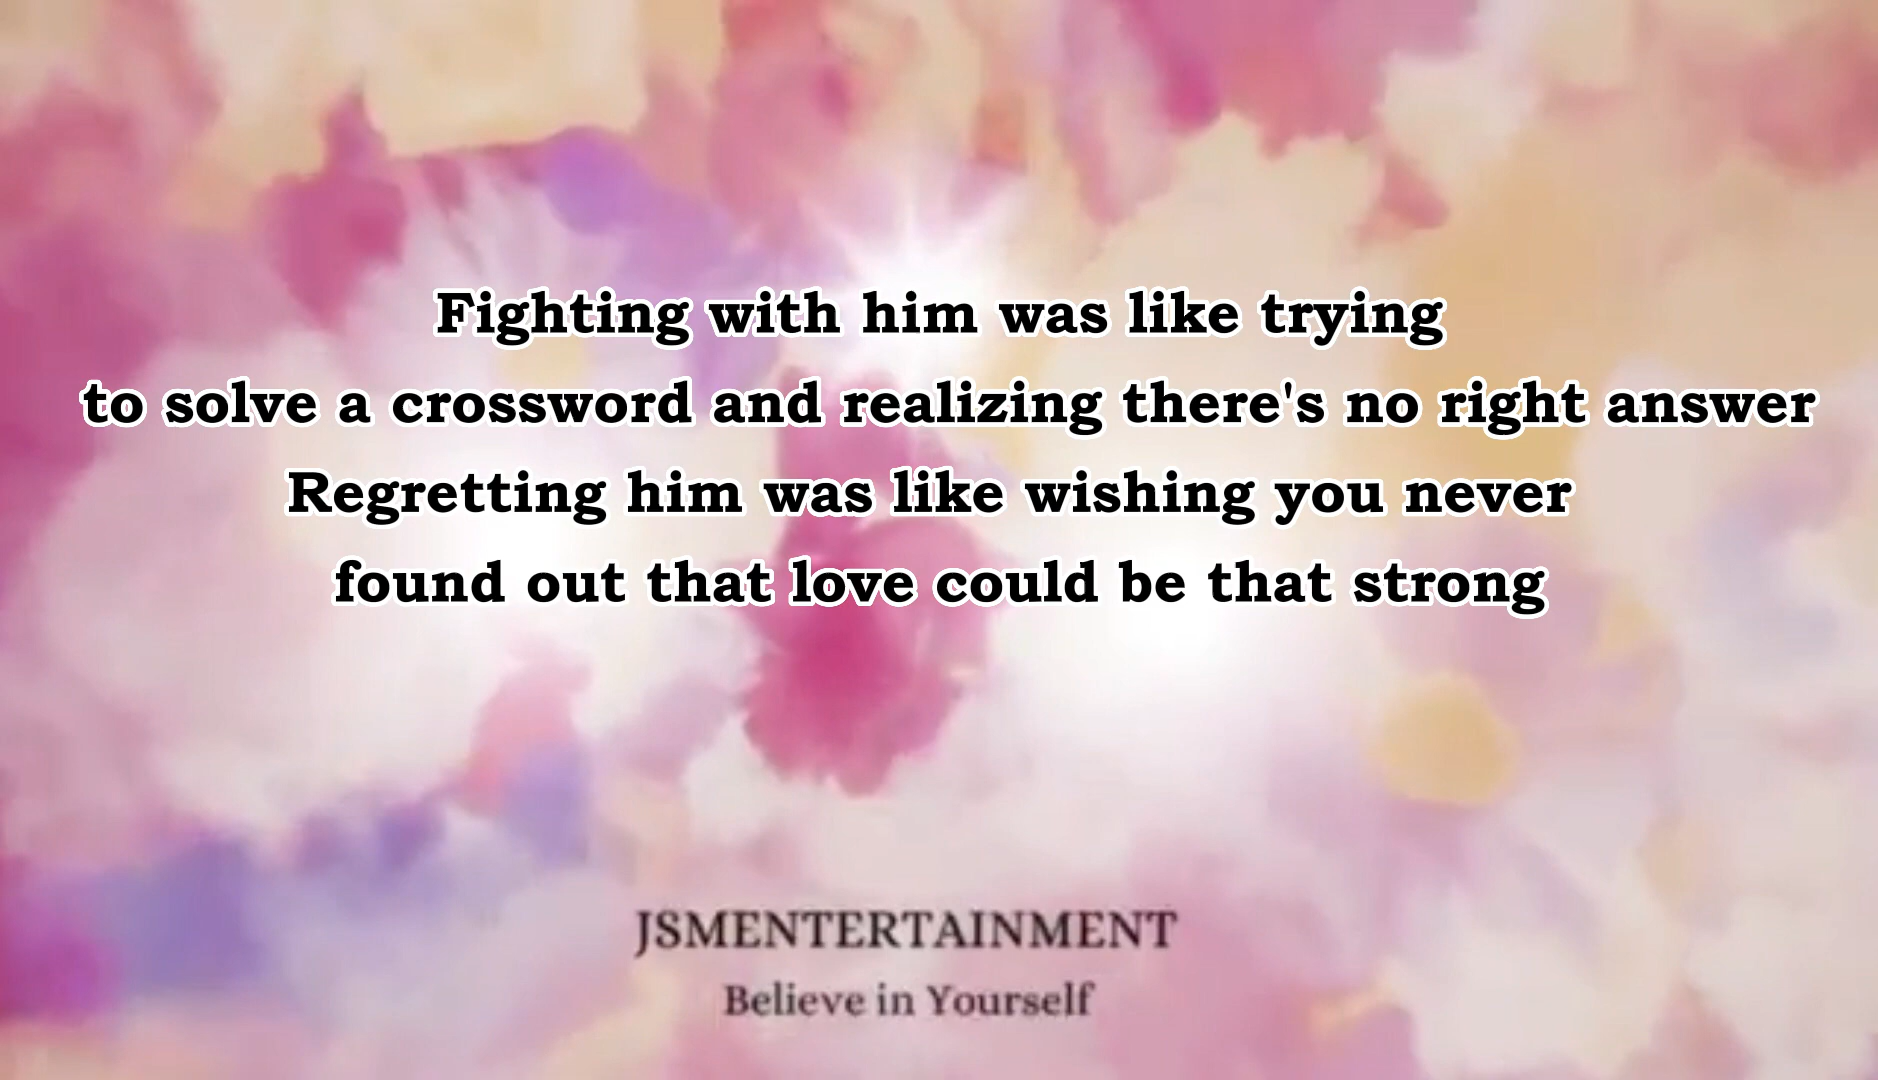 Fighting with him was like trying
to solve a crossword and realizing there's no right answer
Regretting him was like wishing you never
found out that love could be that strong
JSMENTERTAINMENT
Believe in Yourself